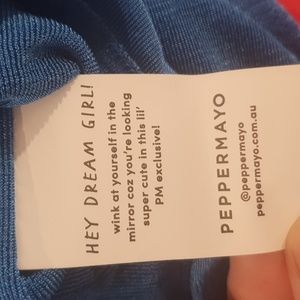 HEY DREAM GIRL!
wink at yourself in the
mirror coz you're looking
super cute in this lil'
PM exclusive!
PEPPERMAYO
@peppermayo
peppermayo.com.au